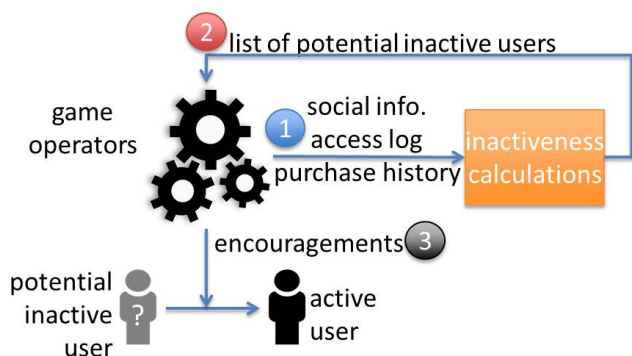 2
list of potential inactive users
game
operators
1
social info.
access log
purchase history
inactiveness
calculations
encouragements
3
potential
inactive
user
?
active
user